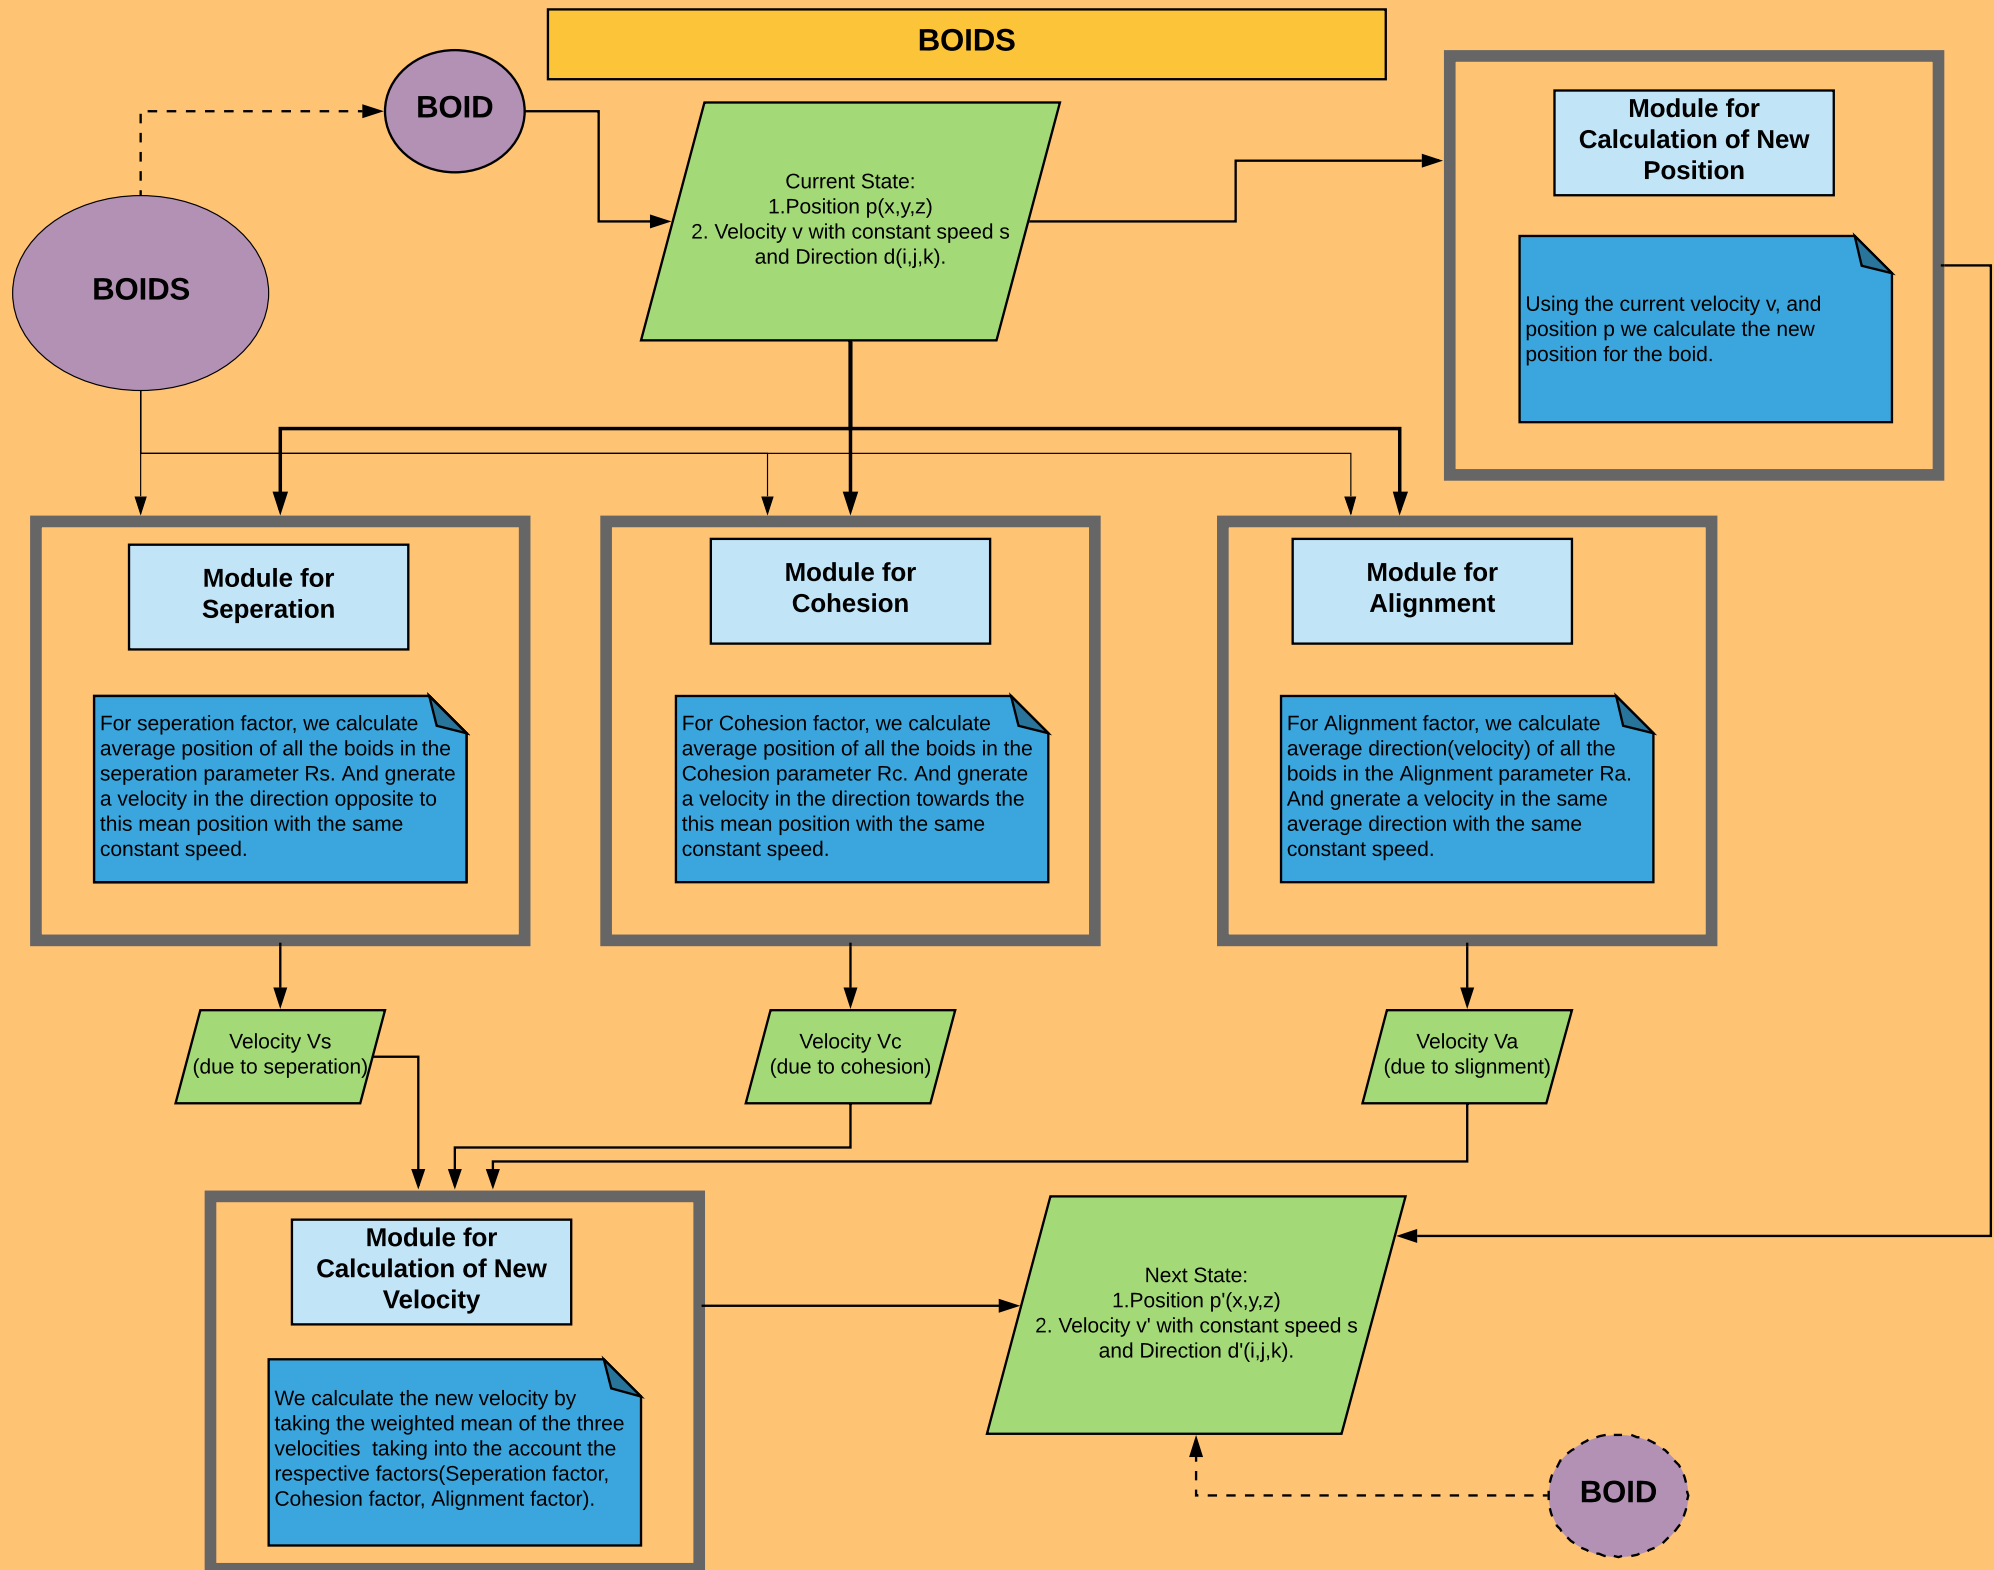 BOIDS
BOID
Module for
Calculation of New
Position
Current State:
1.Position p(x,y,z)
2. Velocity v with constant speed s
and Direction d(i,j,k).
BOIDS
Using the current velocity v, and
position p we calculate the new
position for the boid.
Module for
Seperation
Module for
Cohesion
Module for
Alignment
For seperation factor, we calculate
average position of all the boids in the
seperation parameter Rs. And gnerate
a velocity in the direction opposite to
this mean position with the same
constant speed.
For Cohesion factor, we calculate
average position of all the boids in the
Cohesion parameter Rc. And gnerate
a velocity in the direction towards the
this mean position with the same
constant speed.
For Alignment factor, we calculate
average direction(velocity) of all the
boids in the Alignment parameter Ra.
And gnerate a velocity in the same
average direction with the same
constant speed.
Velocity Vs
(due to seperation)
Velocity Vc
(due to cohesion)
Velocity Va
(due to slignment)
Module for
Calculation of New
Velocity
Next State:
1.Position p'(x,y,z)
2. Velocity v' with constant speed s
and Direction d'(i,j,k).
We calculate the new velocity by
taking the weighted mean of the three
velocities  taking into the account the
respective factors(Seperation factor,
Cohesion factor, Alignment factor).
BOID